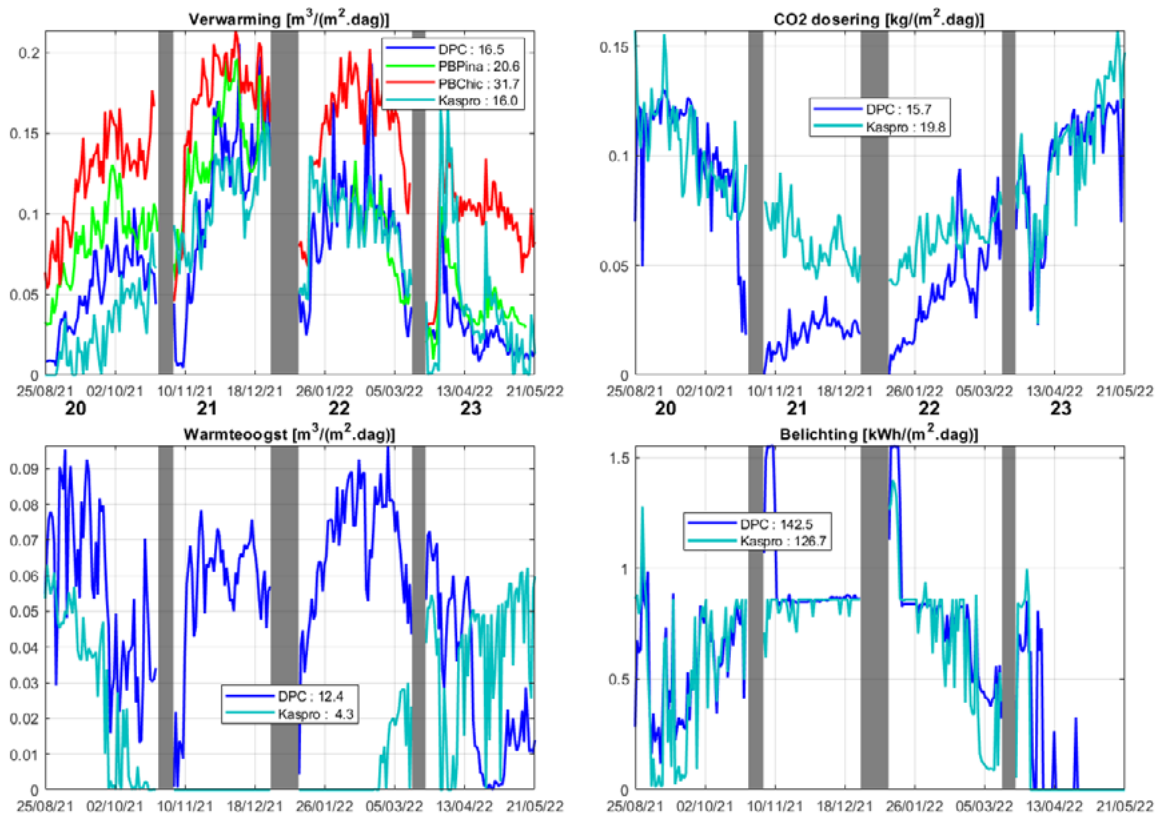 Verwarming [m³/(m².dag)]
0.2
0.15
0.1
0.05
0
DPC : 16.5
PBPina : 20.6
PBChic : 31.7
Kaspro : 16.0
25/08/21 02/10/21 10/11/21 18/12/21 26/01/22 05/03/22 13/04/22 21/05/22
20 21 22 23
CO2 dosering [kg/(m².dag)]
0.15
0.1
0.05
0
DPC : 15.7
Kaspro : 19.8
25/08/21 02/10/21 10/11/21 18/12/21 26/01/22 05/03/22 13/04/22 21/05/22
20 21 22 23
Warmteoogst [m³/(m².dag)]
0.09
0.08
0.07
0.06
0.05
0.04
0.03
0.02
0.01
0
DPC : 12.4
Kaspro : 4.3
25/08/21 02/10/21 10/11/21 18/12/21 26/01/22 05/03/22 13/04/22 21/05/22
Belichting [kWh/(m².dag)]
1.5
1
0.5
0
DPC : 142.5
Kaspro : 126.7
25/08/21 02/10/21 10/11/21 18/12/21 26/01/22 05/03/22 13/04/22 21/05/22